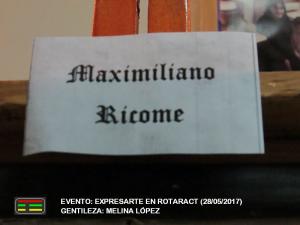 Maximiliano
Ricome
EVENTO: EXPRESARTE EN ROTARACT (28/05/2017)
GENTILEZA: MELINA LÓPEZ